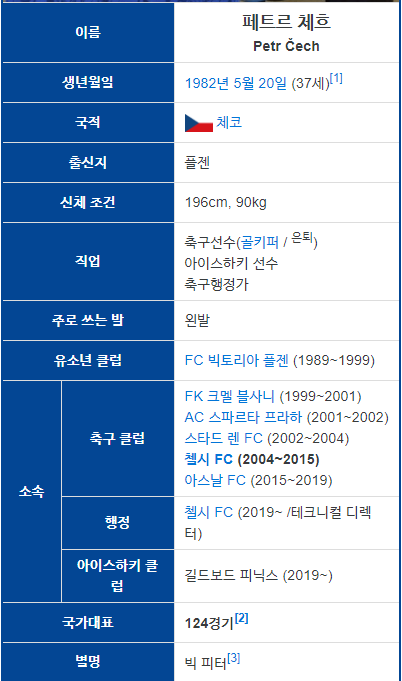 이름
페트르 체흐
Petr Čech
생년월일
1982년 5월 20일 (37세)[1]
국적
체코
출신지
플젠
신체 조건
196cm, 90kg
직업
축구선수(골키퍼 / 은퇴)
아이스하키 선수
축구행정가
주로 쓰는 발
왼발
유소년 클럽
FC 빅토리아 플젠 (1989~1999)
소속
축구 클럽
FK 크멜 블사니 (1999~2001)
AC 스파르타 프라하 (2001~2002)
스타드 렌 FC (2002~2004)
첼시 FC (2004~2015)
아스날 FC (2015~2019)
행정
첼시 FC (2019~ /테크니컬 디렉
터)
아이스하키 클
럽
길드보드 피닉스 (2019~)
국가대표
124경기[2]
별명
빅 피터[3]